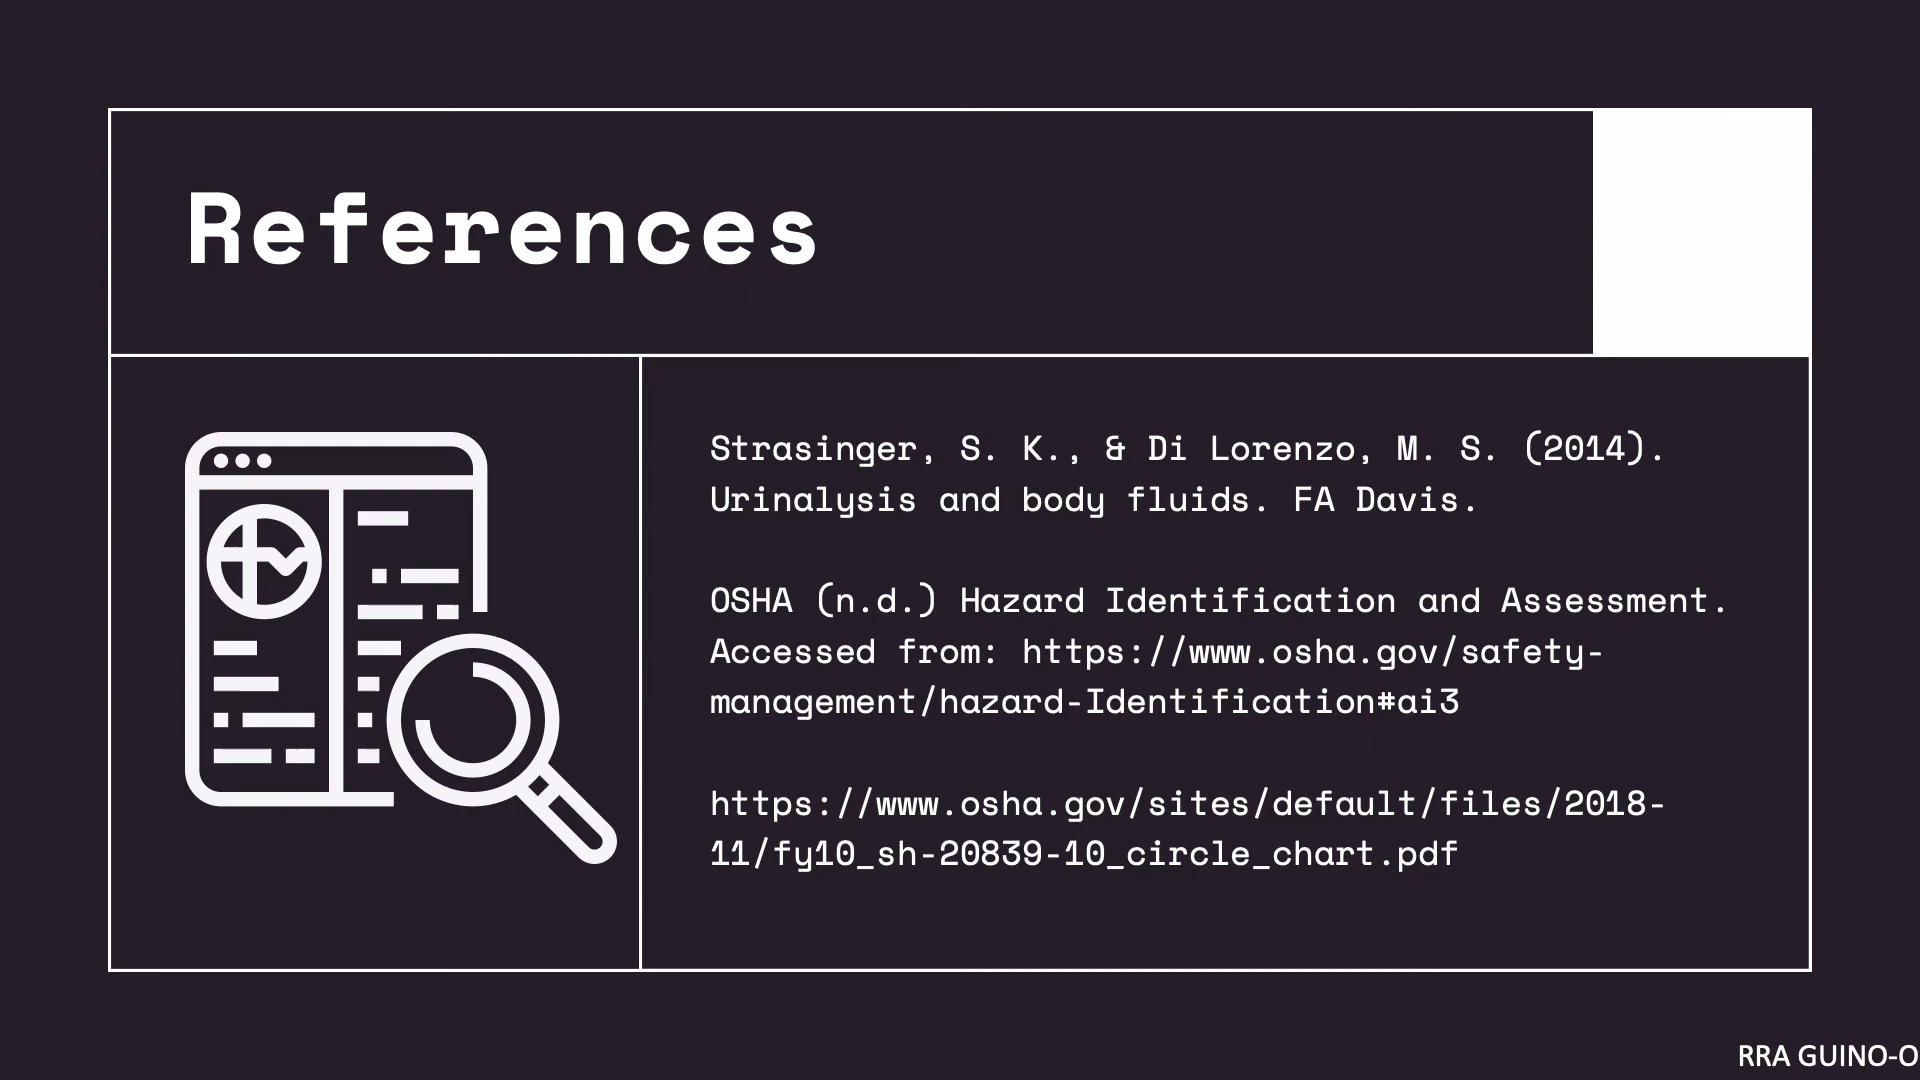 References
Strasinger, S. K., & Di Lorenzo, M. S. (2014).
Urinalysis and body fluids. FA Davis.
OSHA (n.d.) Hazard Identification and Assessment.
Accessed from: https://www.osha.gov/safety-
management/hazard-Identification#ai3
https://www.osha.gov/sites/default/files/2018-
11/fy10_sh-20839-10_circle_chart.pdf
RRA GUINO-O